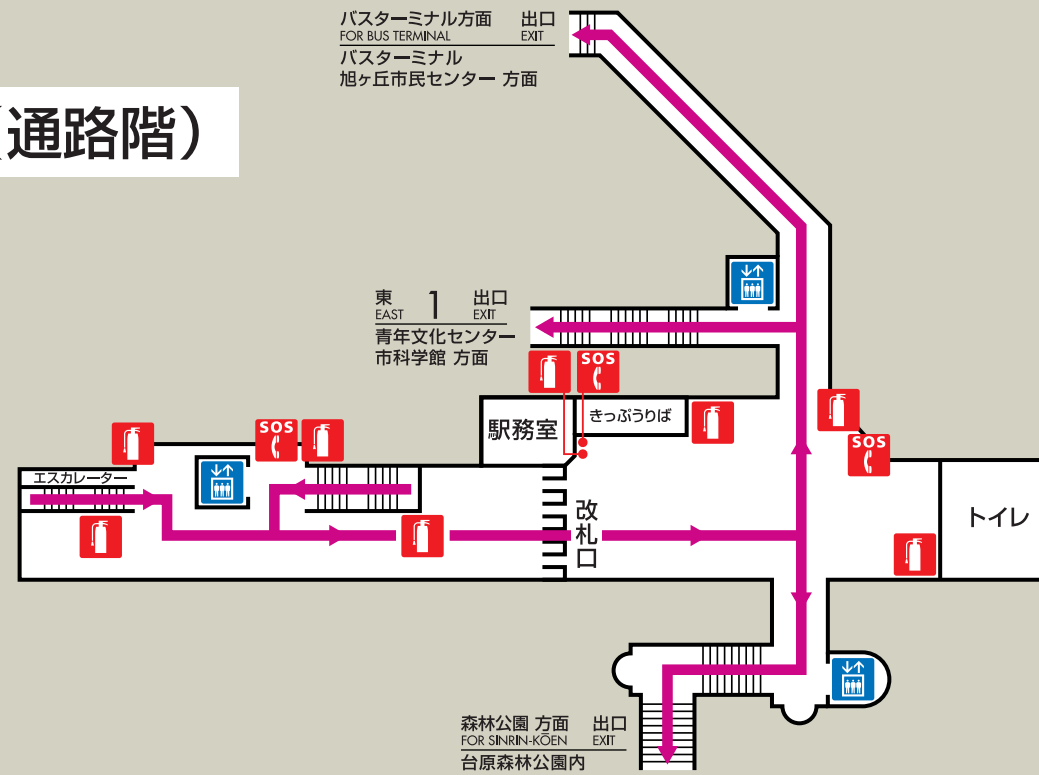 バスターミナル方面 出口
FOR BUS TERMINAL EXIT
バスターミナル
旭ヶ丘市民センター 方面
(通路階)
東 1 出口
EAST EXIT
青年文化センター
市科学館 方面
SOS
駅務室
きっぷうりば
SOS
SOS
エスカレーター
改札口
トイレ
森林公園 方面 出口
FOR SINRIN-KŌEN EXIT
台原森林公園内